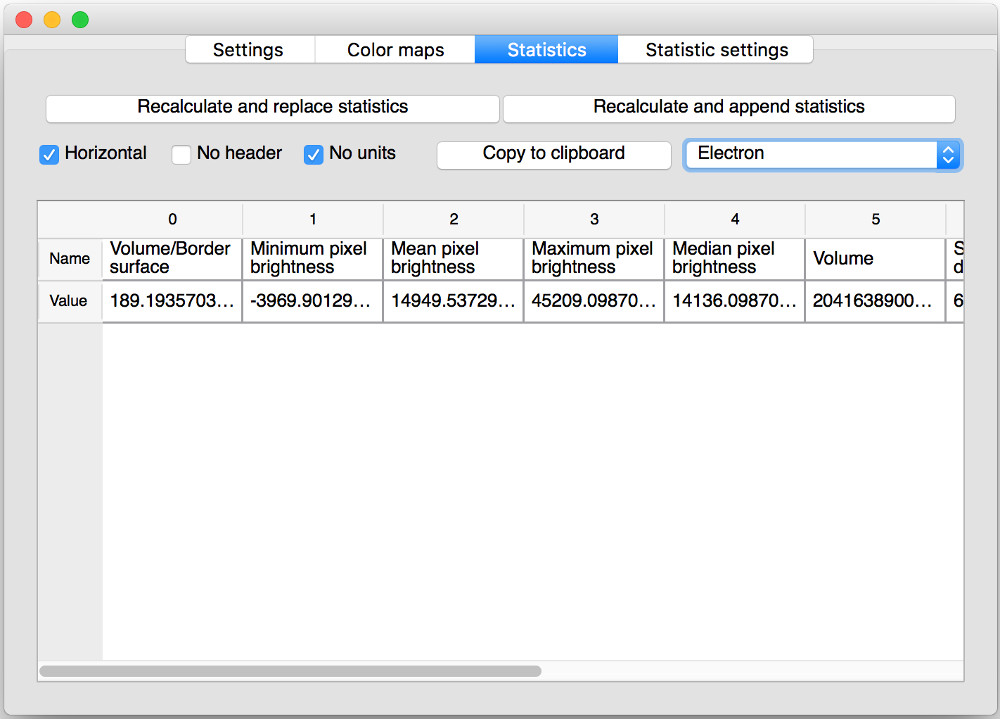 Settings Color maps Statistics Statistic settings
Recalculate and replace statistics Recalculate and append statistics
Horizontal No header No units Copy to clipboard Electron
0 1 2 3 4 5
Name Volume/Border surface Minimum pixel brightness Mean pixel brightness Maximum pixel brightness Median pixel brightness Volume
Value 189.1935703... -3969.90129... 14949.53729... 45209.09870... 14136.09870... 2041638900... 6